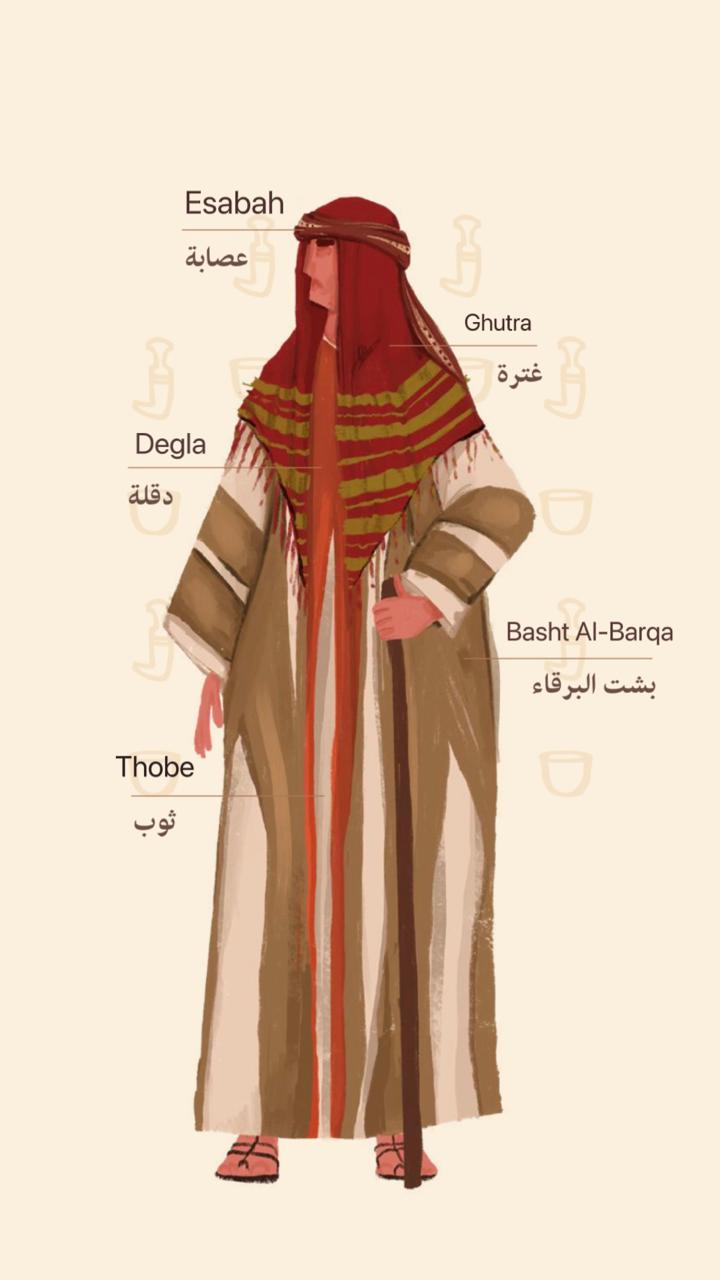 Esabah
عصابة
Ghutra
غترة
Degla
دقلة
Basht Al-Barqa
بشت البرقاء
Thobe
ثوب